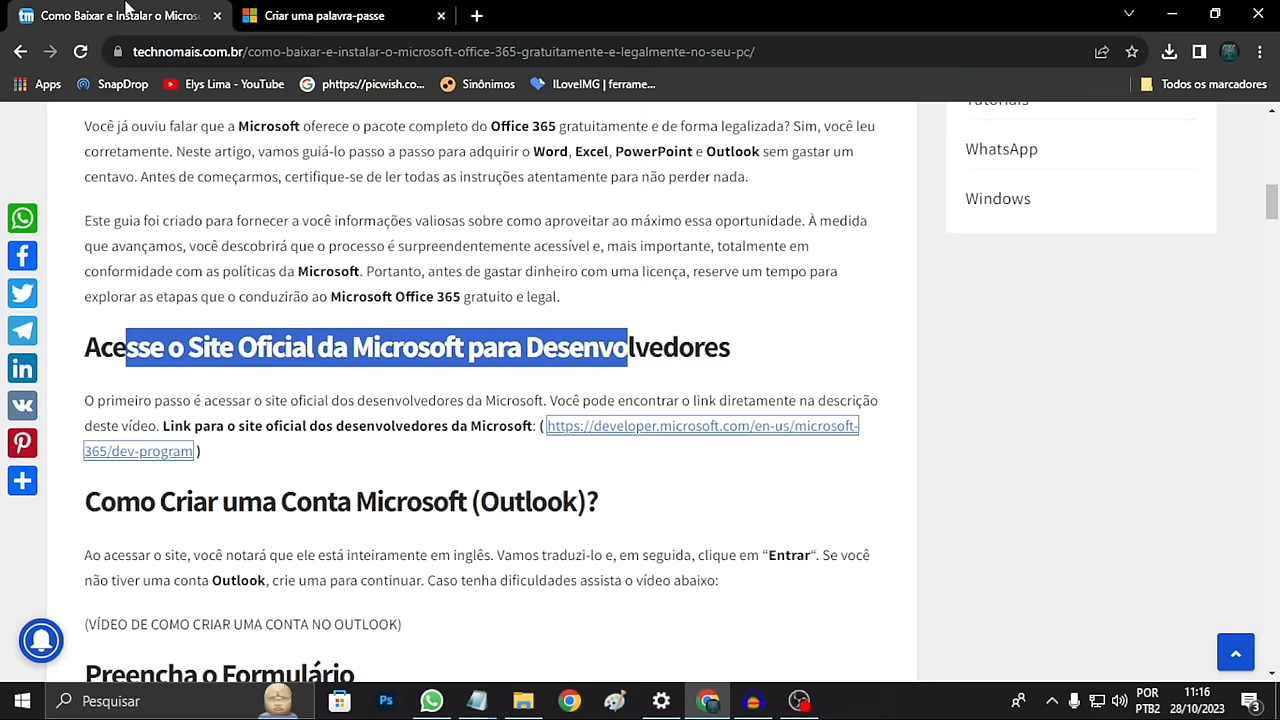 Como Baixar e Instalar o Micros
Criar uma palavra-passe
technomais.com.br/como-baixar-e-instalar-o-microsoft-office-365-gratuitamente-e-legalmente-no-seu-pc/
Apps
SnapDrop
Elys Lima - YouTube
phttps://picwish.co...
Sinônimos
ILoveIMG | ferrame...
Todos os marcadores
Tutoriais
WhatsApp
Windows
Você já ouviu falar que a Microsoft oferece o pacote completo do Office 365 gratuitamente e de forma legalizada? Sim, você leu
corretamente. Neste artigo, vamos guiá-lo passo a passo para adquirir o Word, Excel, PowerPoint e Outlook sem gastar um
centavo. Antes de começarmos, certifique-se de ler todas as instruções atentamente para não perder nada.
Este guia foi criado para fornecer a você informações valiosas sobre como aproveitar ao máximo essa oportunidade. À medida
que avançamos, você descobrirá que o processo é surpreendentemente acessível e, mais importante, totalmente em
conformidade com as políticas da Microsoft. Portanto, antes de gastar dinheiro com uma licença, reserve um tempo para
explorar as etapas que o conduzirão ao Microsoft Office 365 gratuito e legal.
Acesse o Site Oficial da Microsoft para Desenvolvedores
O primeiro passo é acessar o site oficial dos desenvolvedores da Microsoft. Você pode encontrar o link diretamente na descrição
deste vídeo. Link para o site oficial dos desenvolvedores da Microsoft: ( https://developer.microsoft.com/en-us/microsoft-
365/dev-program )
Como Criar uma Conta Microsoft (Outlook)?
Ao acessar o site, você notará que ele está inteiramente em inglês. Vamos traduzi-lo e, em seguida, clique em “Entrar“. Se você
não tiver uma conta Outlook, crie uma para continuar. Caso tenha dificuldades assista o vídeo abaixo:
(VÍDEO DE COMO CRIAR UMA CONTA NO OUTLOOK)
Preencha o Formulário
Pesquisar
POR
PTB2
11:16
28/10/2023
3